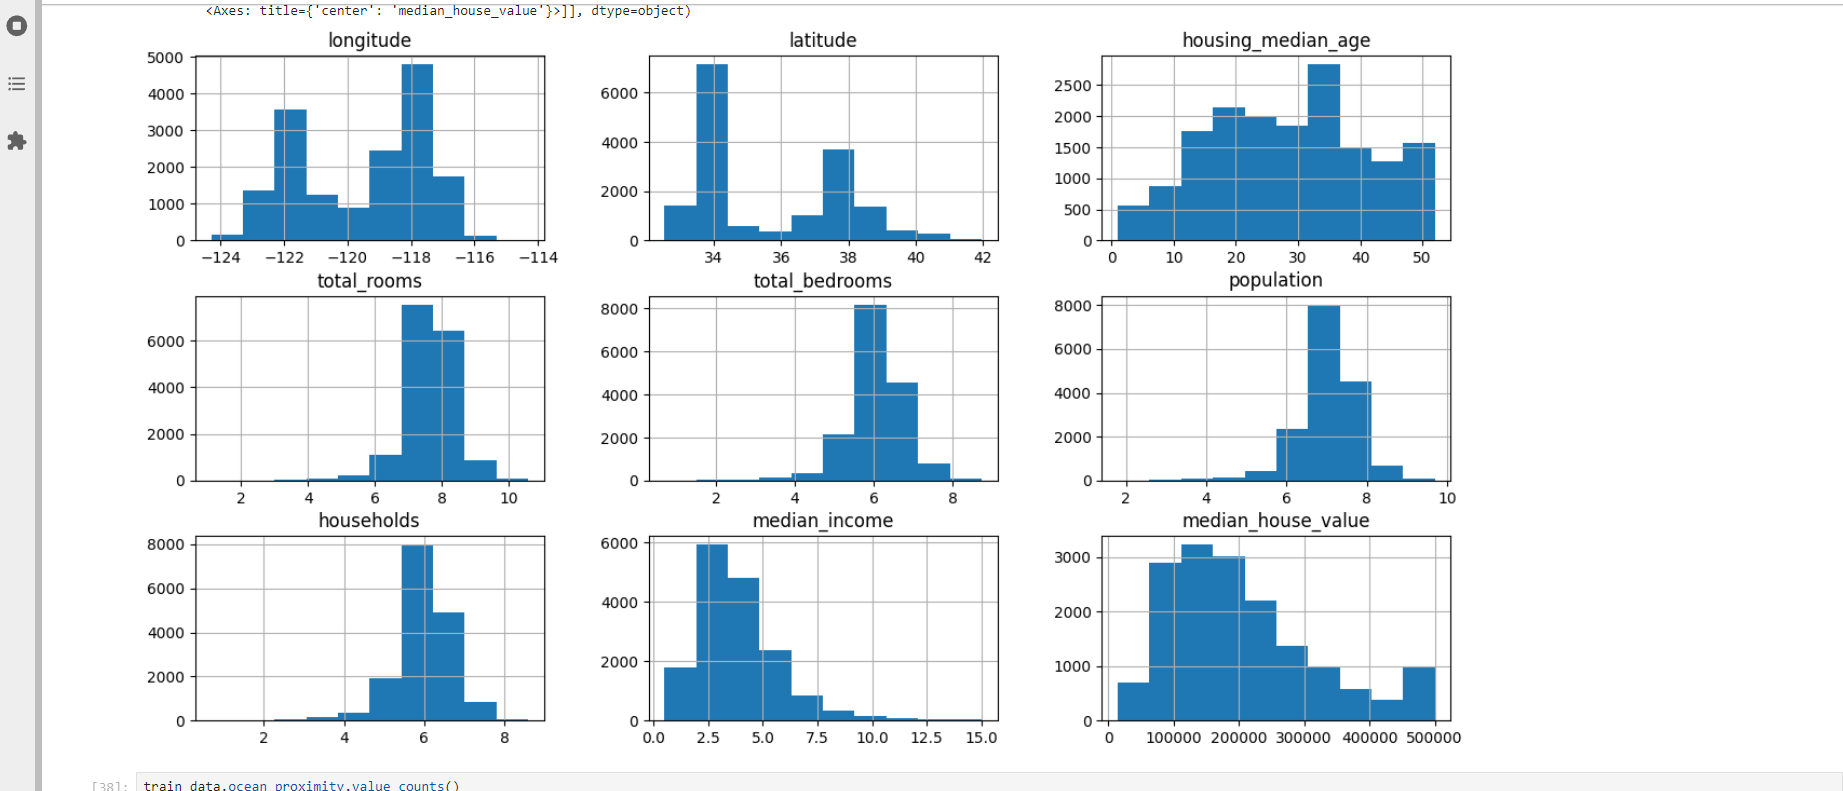 <Axes: title={'center': 'median_house_value'}>]], dtype=object)
longitude
5000
4000
3000
2000
1000
0
−124 −122 −120 −118 −116 −114
latitude
6000
4000
2000
0
34 36 38 40 42
housing_median_age
2500
2000
1500
1000
500
0
0 10 20 30 40 50
total_rooms
6000
4000
2000
0
2 4 6 8 10
total_bedrooms
8000
6000
4000
2000
0
2 4 6 8
population
8000
6000
4000
2000
0
2 4 6 8 10
households
8000
6000
4000
2000
0
2 4 6 8
median_income
6000
4000
2000
0
0.0 2.5 5.0 7.5 10.0 12.5 15.0
median_house_value
3000
2000
1000
0
0 100000 200000 300000 400000 500000
[38]: train_data.ocean_proximity.value_counts()